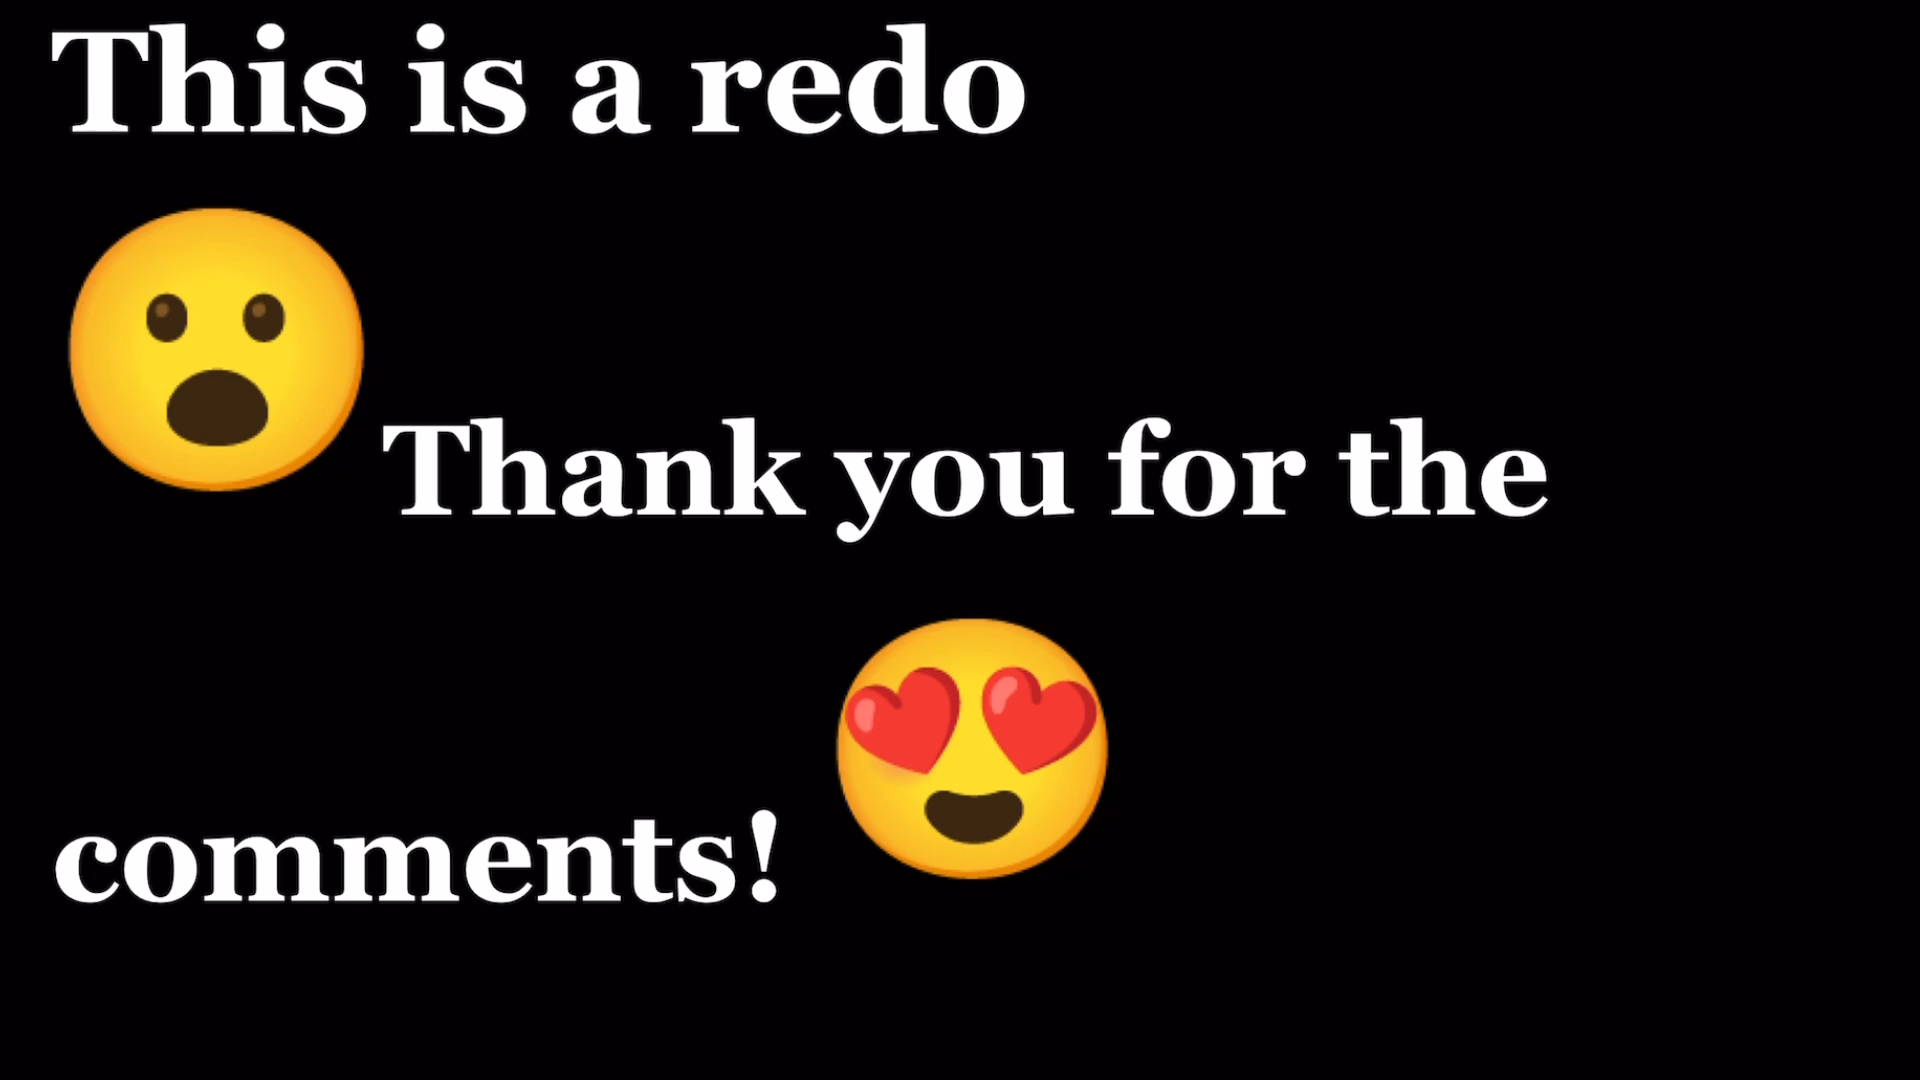 This is a redo
😮 Thank you for the
comments! 😍